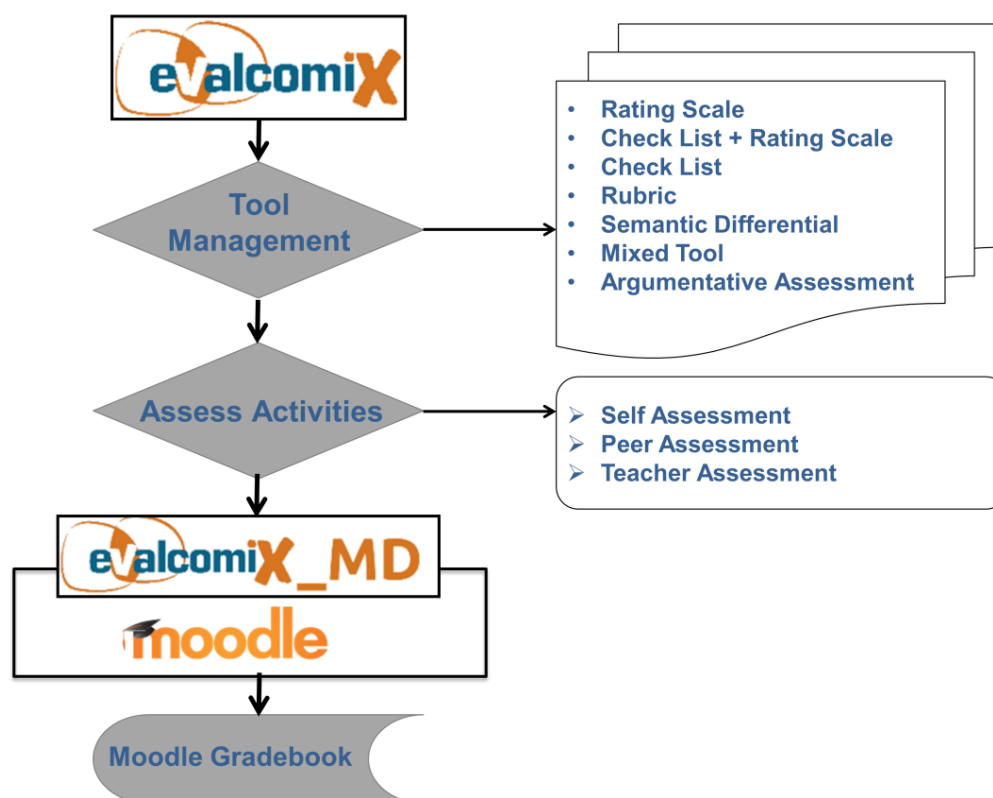 evalcomiX
Tool
Management
• Rating Scale
• Check List + Rating Scale
• Check List
• Rubric
• Semantic Differential
• Mixed Tool
• Argumentative Assessment
Assess Activities
➢ Self Assessment
➢ Peer Assessment
➢ Teacher Assessment
evalcomiX_MD
moodle
Moodle Gradebook